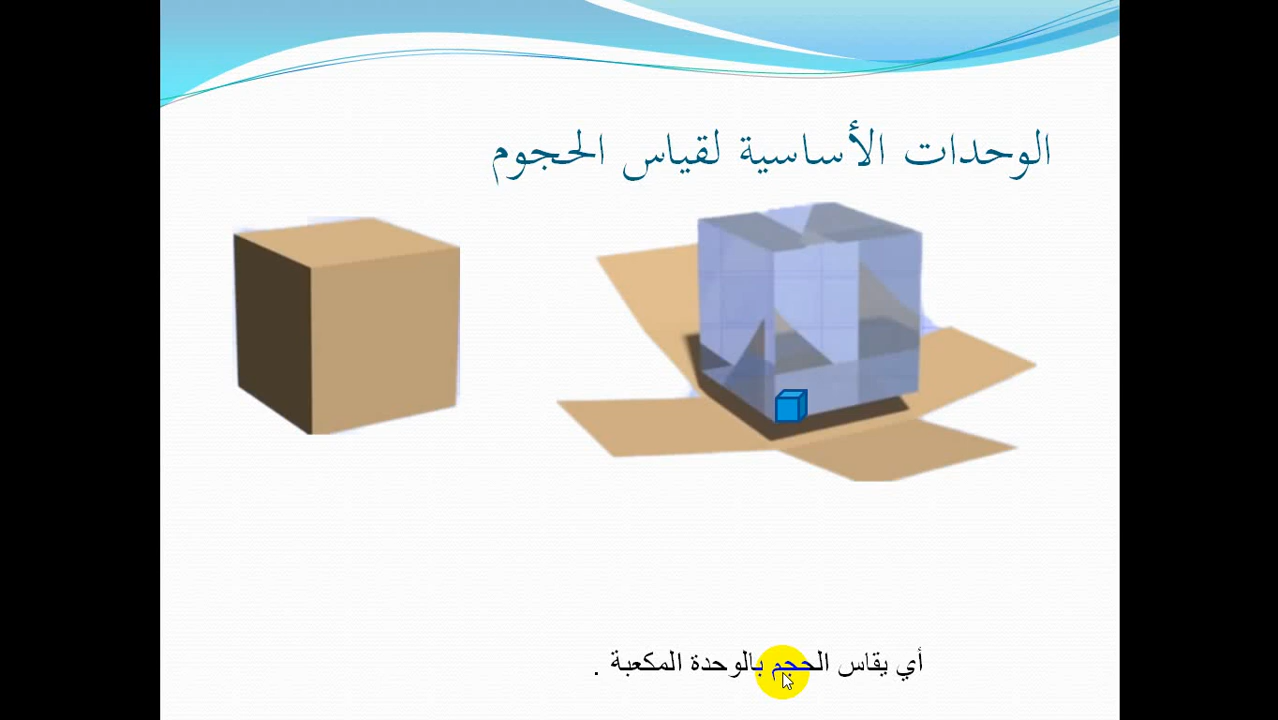 الوحدات الأساسية لقياس الحجوم
أي يقاس الحجم بالوحدة المكعبة .